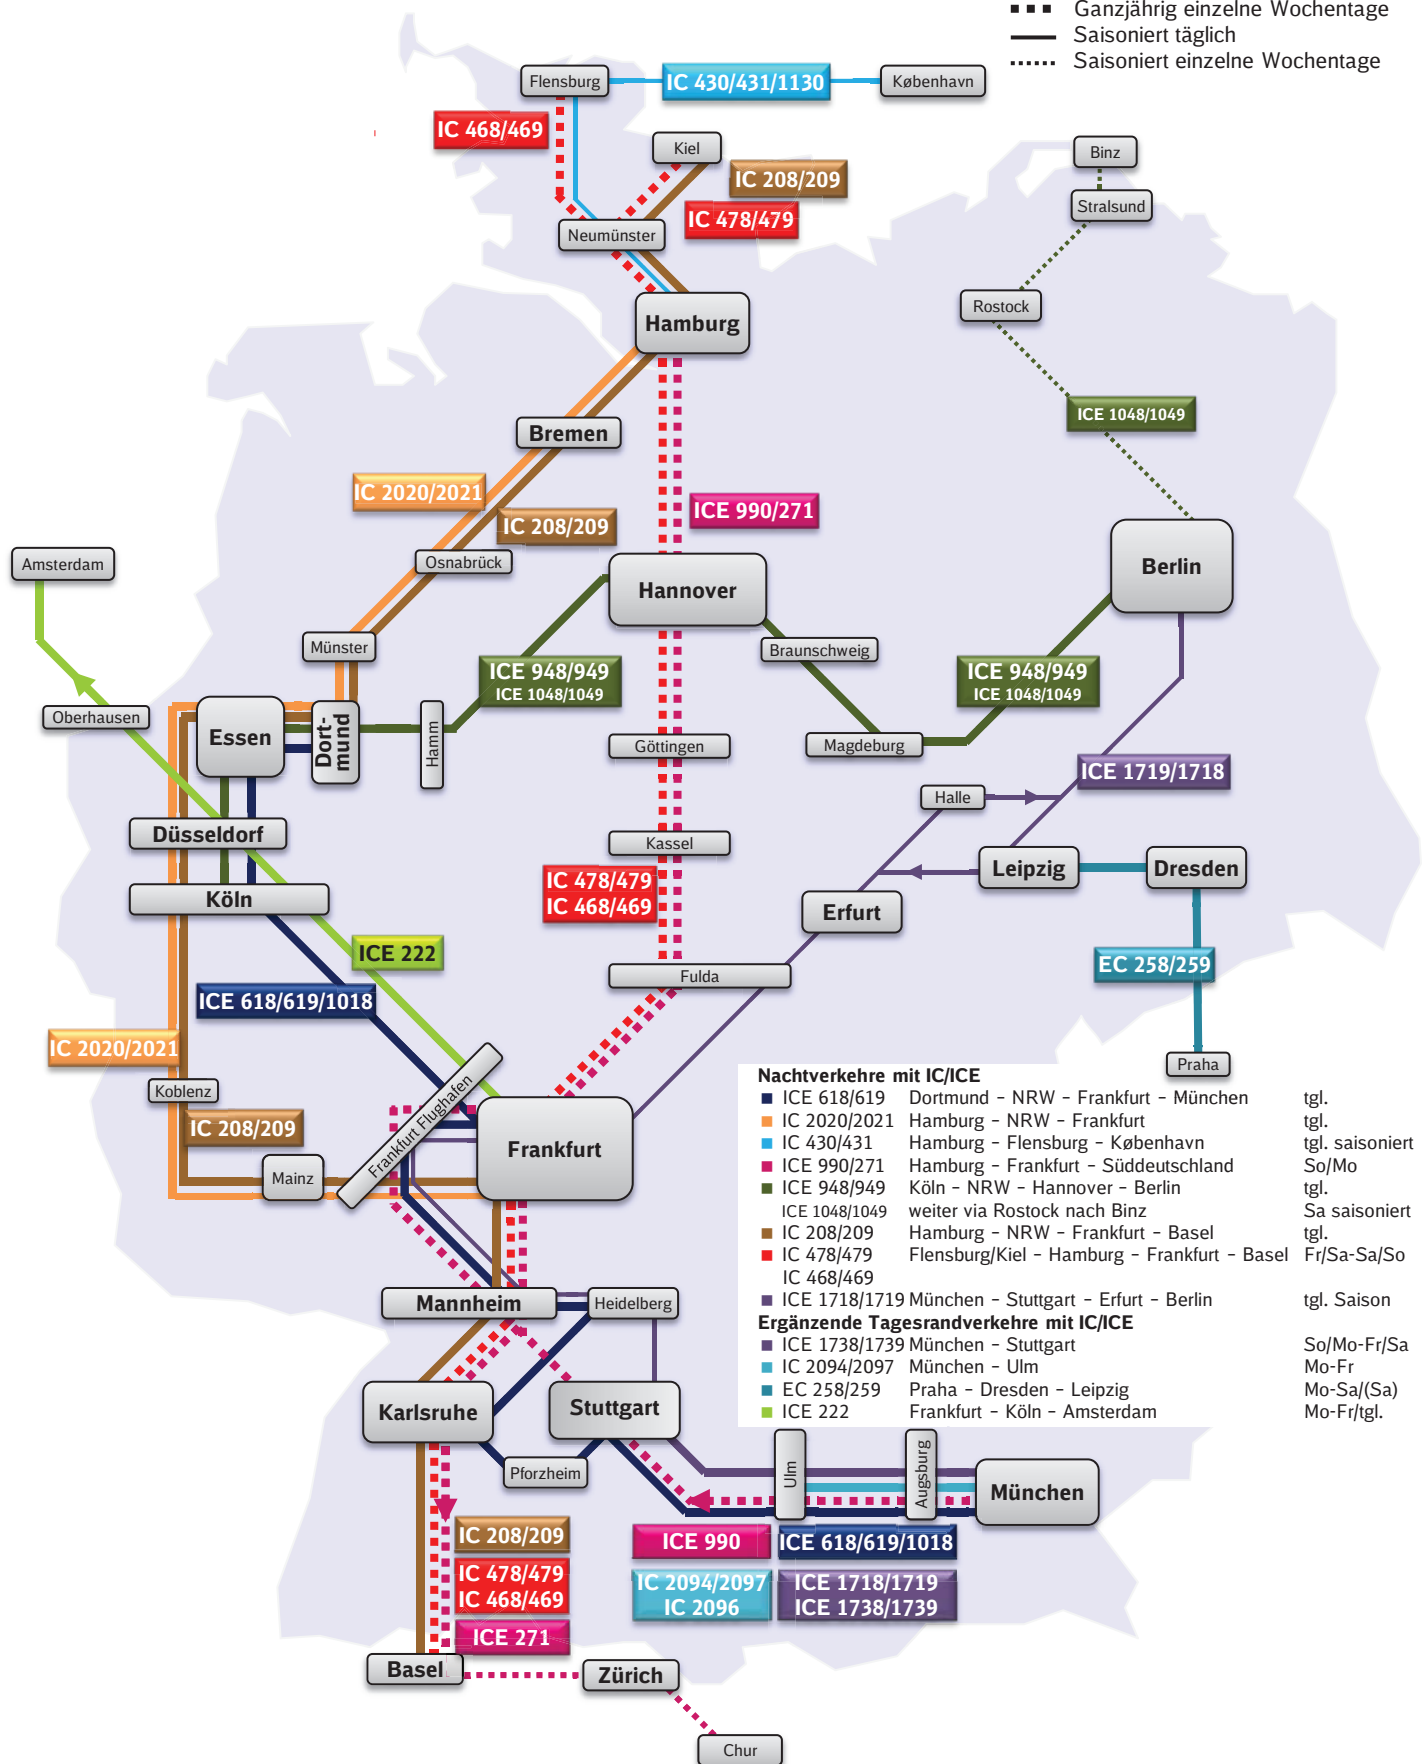 Ganzjährig einzelne Wochentage
Saisoniert täglich
Saisoniert einzelne Wochentage
Flensburg
IC 430/431/1130
København
IC 468/469
Kiel
IC 208/209
IC 478/479
Neumünster
Binz
Stralsund
Rostock
Hamburg
ICE 1048/1049
Bremen
IC 2020/2021
IC 208/209
ICE 990/271
Osnabrück
Amsterdam
Hannover
Berlin
Münster
Braunschweig
ICE 948/949
ICE 1048/1049
ICE 948/949
ICE 1048/1049
Oberhausen
Essen
Dort-
mund
Hamm
Göttingen
Magdeburg
ICE 1719/1718
Halle
Düsseldorf
Kassel
Leipzig
Dresden
Köln
IC 478/479
IC 468/469
Erfurt
ICE 222
EC 258/259
Fulda
ICE 618/619/1018
IC 2020/2021
Koblenz
IC 208/209
Frankfurt Flughafen
Frankfurt
Mainz
Praha
Nachtverkehre mit IC/ICE
ICE 618/619 Dortmund – NRW – Frankfurt – München tgl.
IC 2020/2021 Hamburg – NRW – Frankfurt tgl.
IC 430/431 Hamburg – Flensburg – København tgl. saisoniert
ICE 990/271 Hamburg – Frankfurt – Süddeutschland So/Mo
ICE 948/949 Köln – NRW – Hannover – Berlin tgl.
ICE 1048/1049 weiter via Rostock nach Binz Sa saisoniert
IC 208/209 Hamburg – NRW – Frankfurt – Basel tgl.
IC 478/479 Flensburg/Kiel – Hamburg – Frankfurt – Basel Fr/Sa-Sa/So
IC 468/469
ICE 1718/1719 München – Stuttgart – Erfurt – Berlin tgl. Saison
Ergänzende Tagesrandverkehre mit IC/ICE
ICE 1738/1739 München – Stuttgart So/Mo-Fr/Sa
IC 2094/2097 München – Ulm Mo-Fr
EC 258/259 Praha – Dresden – Leipzig Mo-Sa/(Sa)
ICE 222 Frankfurt – Köln – Amsterdam Mo-Fr/tgl.
Mannheim
Heidelberg
Karlsruhe
Stuttgart
Pforzheim
Ulm
Augsburg
München
IC 208/209
ICE 990
ICE 618/619/1018
IC 478/479
IC 468/469
IC 2094/2097
IC 2096
ICE 1718/1719
ICE 1738/1739
ICE 271
Basel
Zürich
Chur